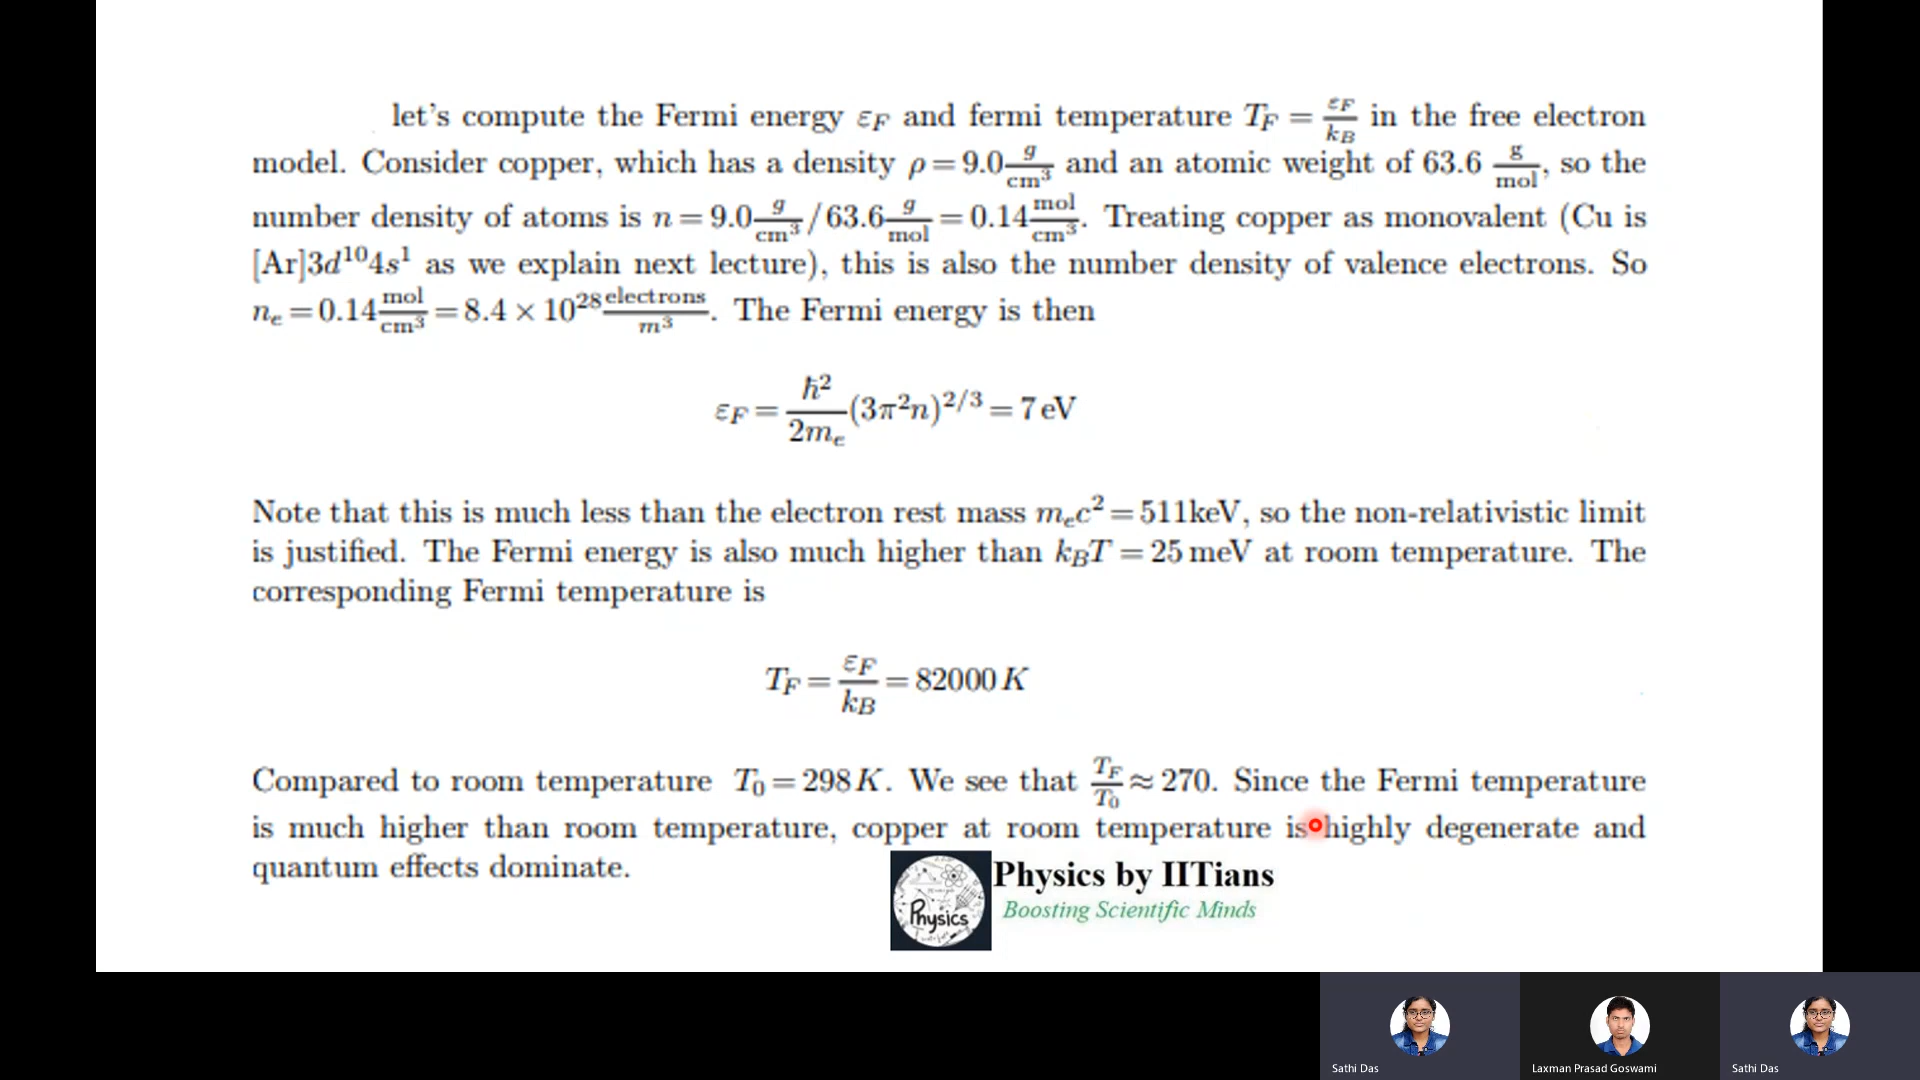 let's compute the Fermi energy εF and fermi temperature TF = εF/kB in the free electron
model. Consider copper, which has a density ρ = 9.0 g/cm³ and an atomic weight of 63.6 g/mol, so the
number density of atoms is n = 9.0 g/cm³ / 63.6 g/mol = 0.14 mol/cm³. Treating copper as monovalent (Cu is
[Ar]3d¹⁰4s¹ as we explain next lecture), this is also the number density of valence electrons. So
nₑ = 0.14 mol/cm³ = 8.4 × 10²⁸ electrons/m³. The Fermi energy is then
εF = ħ²/2mₑ (3π²n)^2/3 = 7 eV
Note that this is much less than the electron rest mass mₑc² = 511keV, so the non-relativistic limit
is justified. The Fermi energy is also much higher than kBT = 25 meV at room temperature. The
corresponding Fermi temperature is
TF = εF/kB = 82000 K
Compared to room temperature T₀ = 298 K. We see that TF/T₀ ≈ 270. Since the Fermi temperature
is much higher than room temperature, copper at room temperature is highly degenerate and
quantum effects dominate.
Physics
Physics by IITians
Boosting Scientific Minds
Sathi Das
Laxman Prasad Goswami
Sathi Das